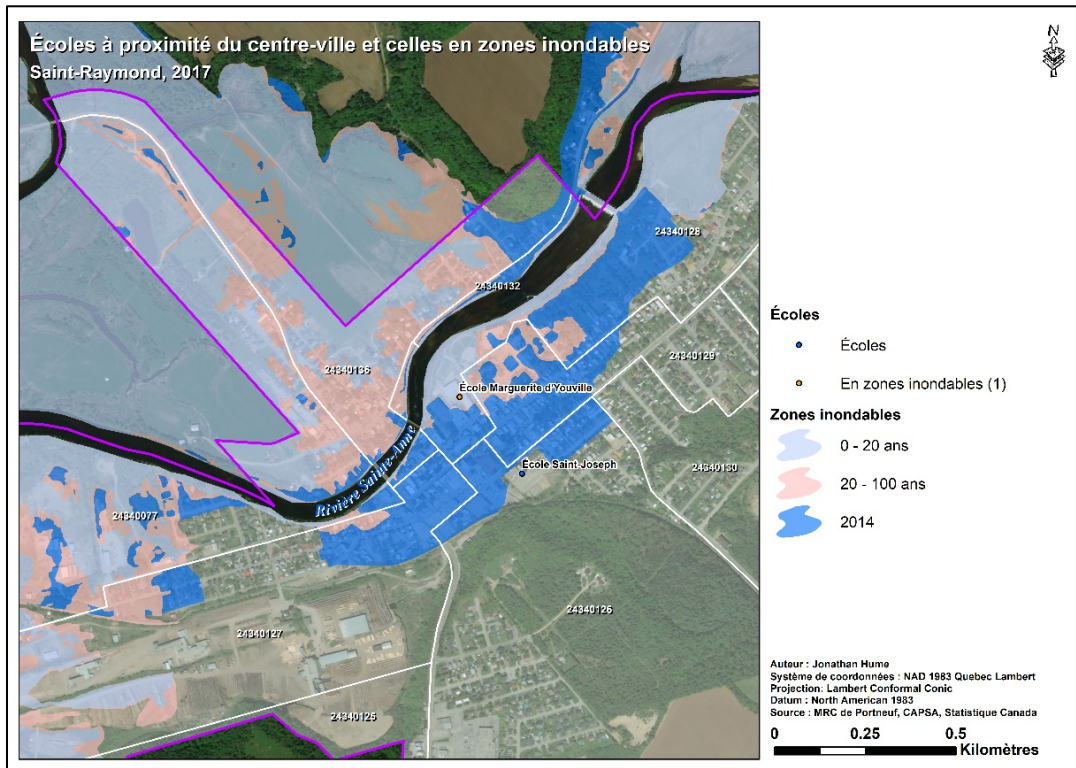 Écoles à proximité du centre-ville et celles en zones inondables
Saint-Raymond, 2017
N
24340128
24340132
24340129
24340136
École Marguerite d'Youville
École Saint-Joseph
24340130
Rivière Sainte-Anne
24340077
24340126
24340127
24340125
Écoles
Écoles
En zones inondables (1)
Zones inondables
0 - 20 ans
20 - 100 ans
2014
Auteur : Jonathan Hume
Système de coordonnées : NAD 1983 Quebec Lambert
Projection: Lambert Conformal Conic
Datum : North American 1983
Source : MRC de Portneuf, CAPSA, Statistique Canada
0 0.25 0.5
Kilomètres